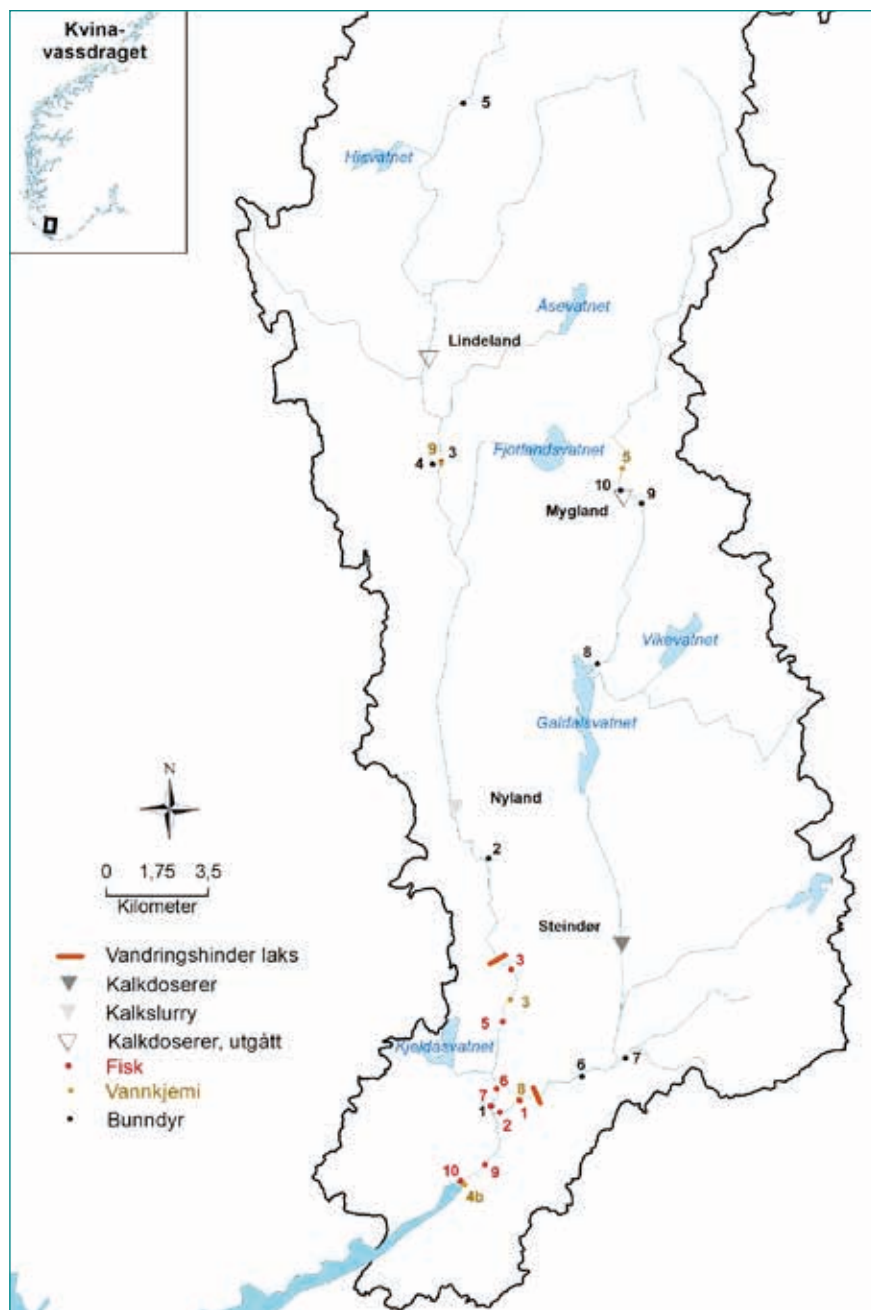 Kvina-
vassdraget
5
Hisvatnet
Åsevatnet
Lindeland
9
3
4
Fjotlandsvatnet
5
10
9
Mygland
8
Vikevatnet
Galdalsvatnet
N
Nyland
0 1,75 3,5
Kilometer
2
Steindør
Vandringshinder laks
Kalkdoserer
Kalkslurry
Kalkdoserer, utgått
Fisk
Vannkjemi
Bunndyr
3
3
5
Kjeldasvatnet
7
6
6
8
7
1
1
2
9
10
4b